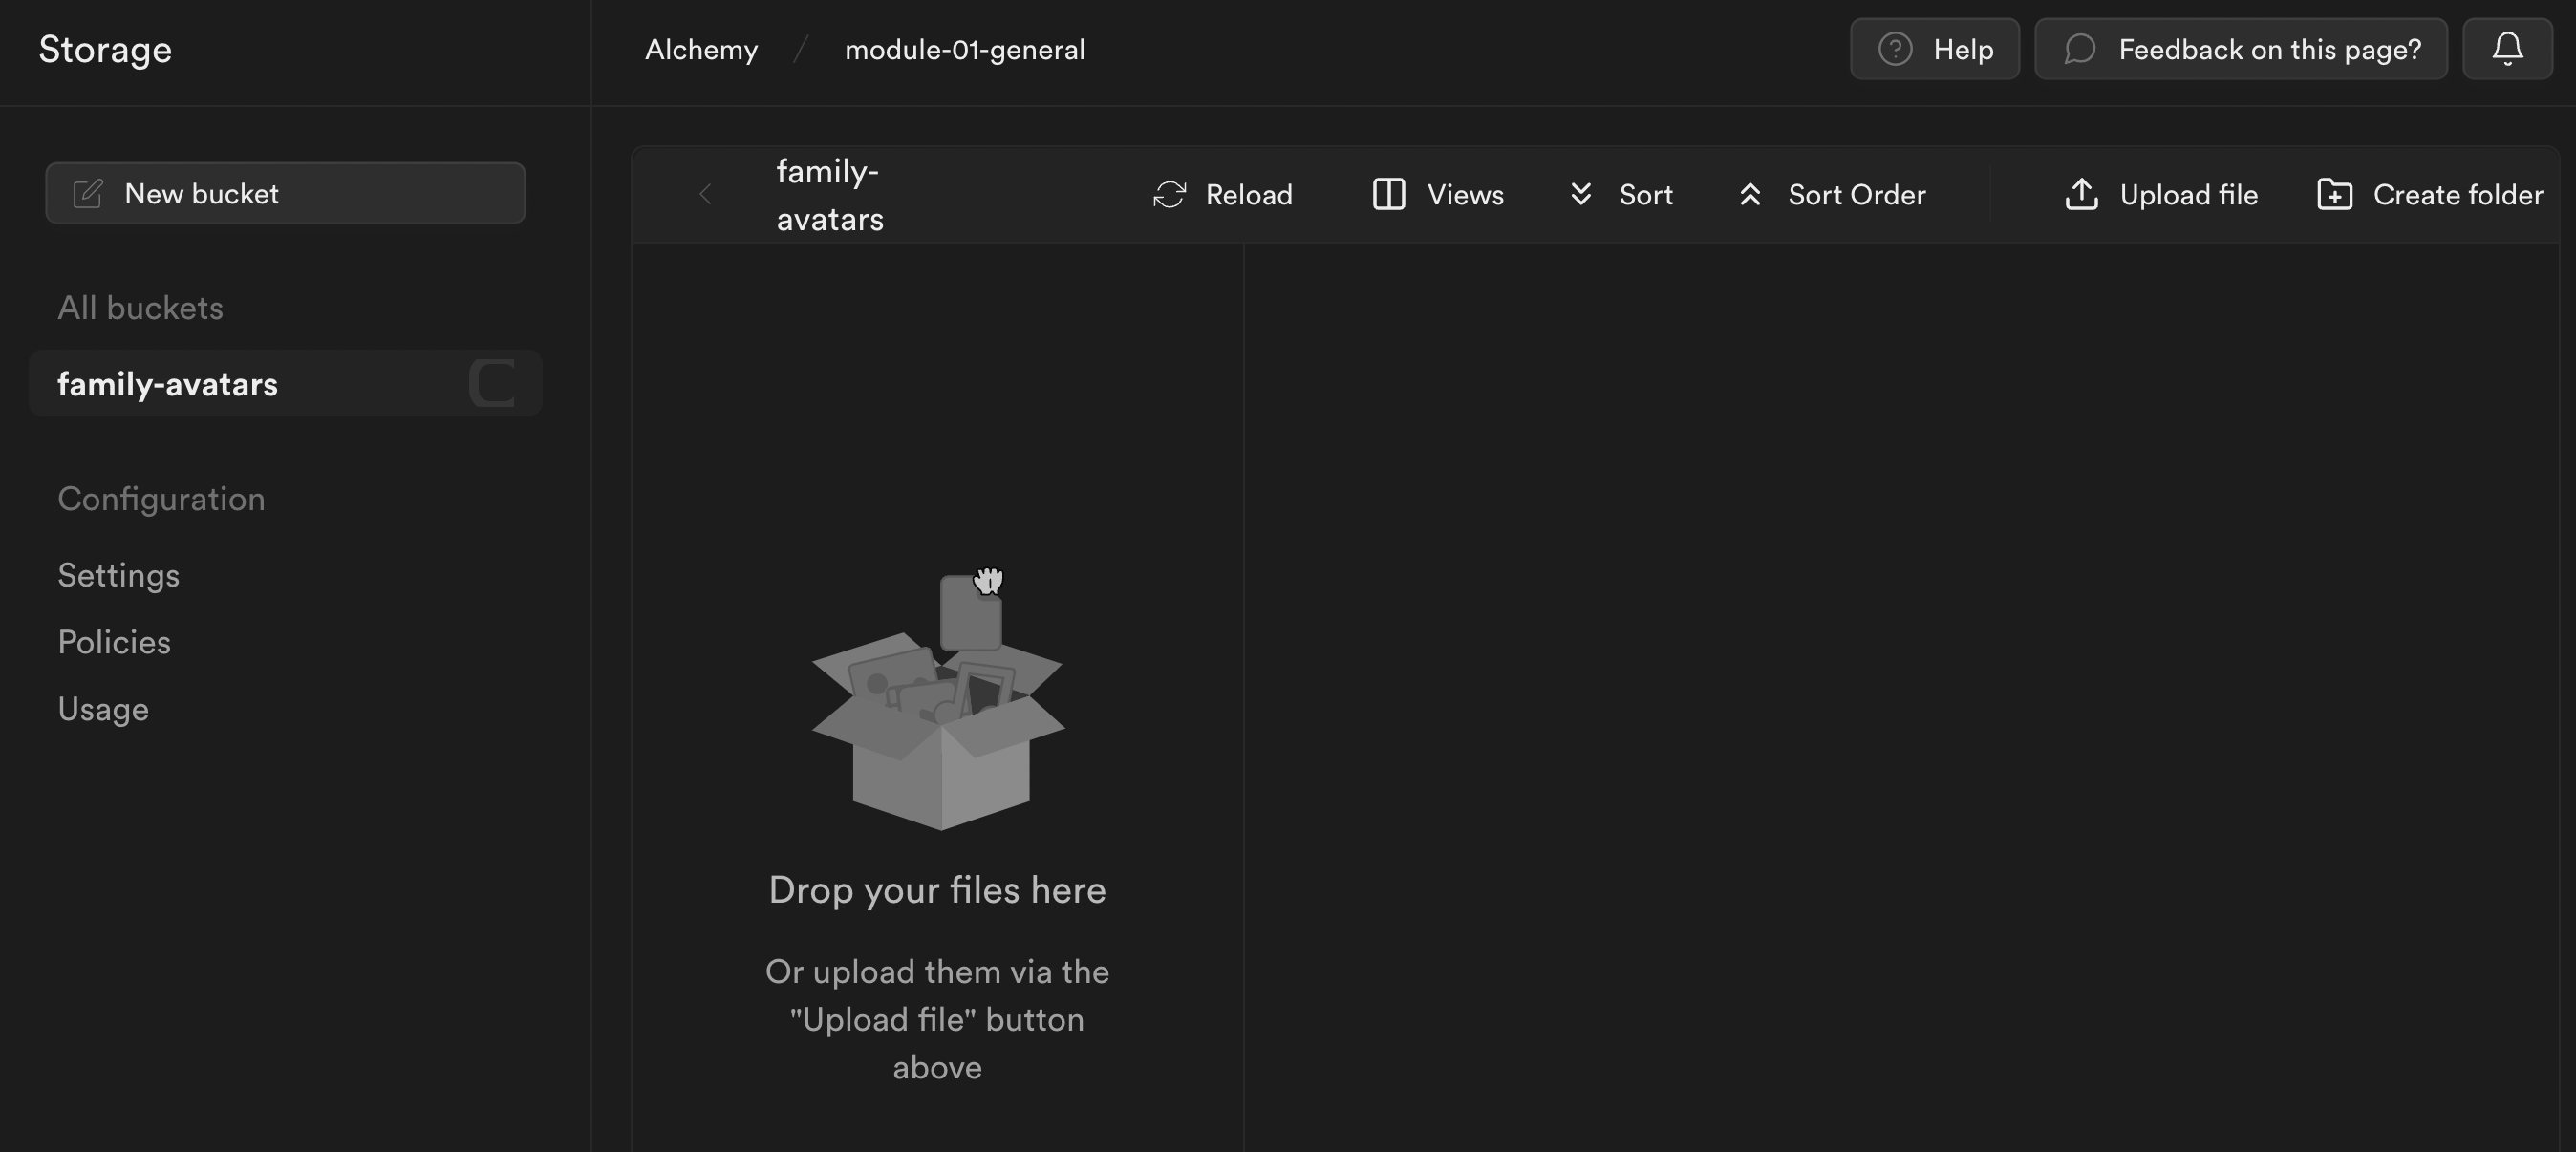 Storage
Alchemy / module-01-general
Help
Feedback on this page?
New bucket
All buckets
family-avatars
Configuration
Settings
Policies
Usage
family-
avatars
Reload
Views
Sort
Sort Order
Upload file
Create folder
Drop your files here
Or upload them via the
"Upload file" button
above